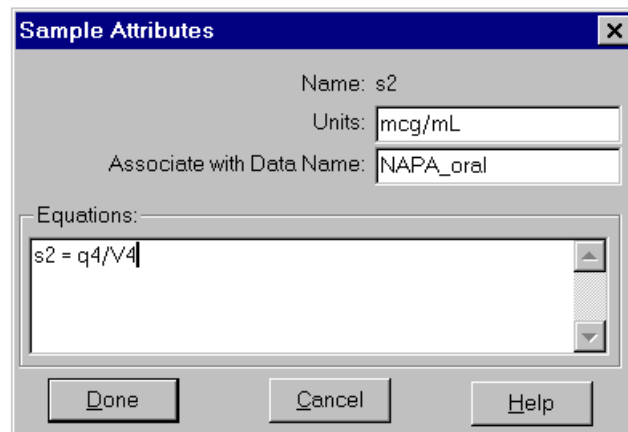 Sample Attributes
Name: s2
Units: mcg/mL
Associate with Data Name: NAPA_oral
Equations:
s2 = q4/V4
Done Cancel Help